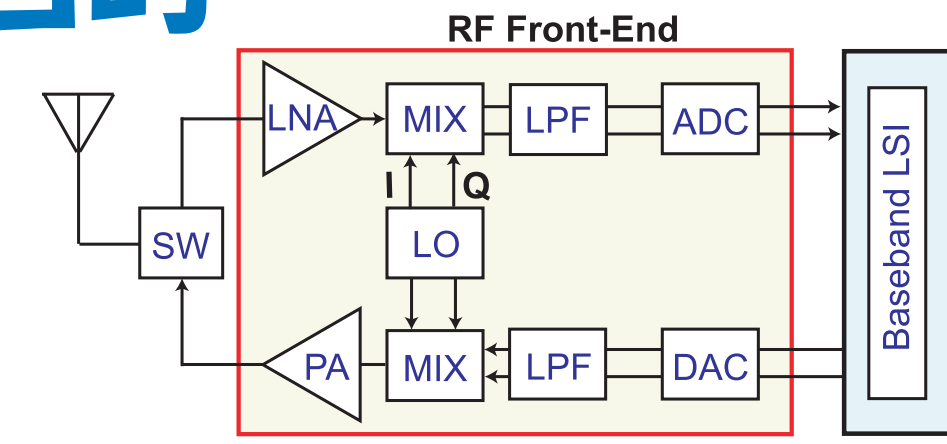 RF Front-End
LNA
MIX
LPF
ADC
I
Q
SW
LO
Baseband LSI
PA
MIX
LPF
DAC